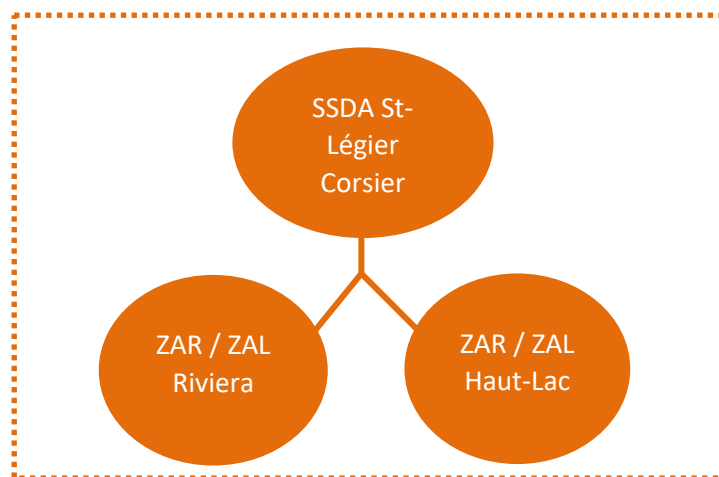 SSDA St-
Légier
Corsier
ZAR / ZAL
Riviera
ZAR / ZAL
Haut-Lac